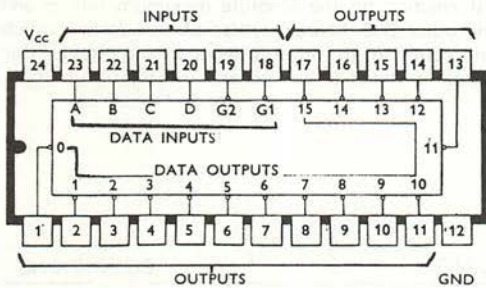 INPUTS OUTPUTS
Vcc
24 23 22 21 20 19 18 17 16 15 14 13
A B C D G2 G1 15 14 13 12
DATA INPUTS
0 11
DATA OUTPUTS
1 2 3 4 5 6 7 8 9 10
1 2 3 4 5 6 7 8 9 10 11 12
OUTPUTS GND